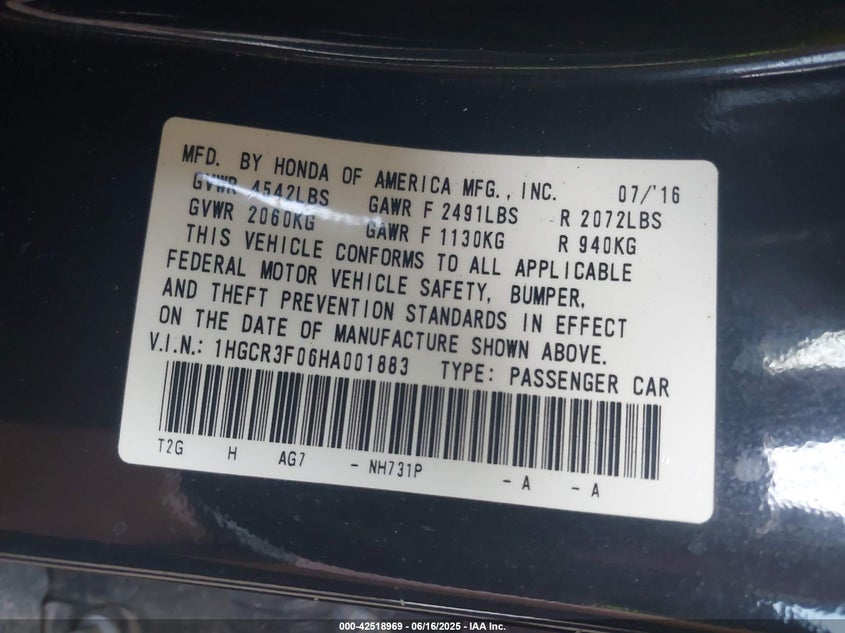 MFD. BY HONDA OF AMERICA MFG., INC. 07/'16
GVWR 4542LBS GAWR F 2491LBS R 2072LBS
GVWR 2060KG GAWR F 1130KG R 940KG
THIS VEHICLE CONFORMS TO ALL APPLICABLE
FEDERAL MOTOR VEHICLE SAFETY, BUMPER,
AND THEFT PREVENTION STANDARDS IN EFFECT
ON THE DATE OF MANUFACTURE SHOWN ABOVE.
V.I.N.: 1HGCR3F06HA001883 TYPE: PASSENGER CAR
T2G H AG7 - NH731P - A - A
000-42518969 - 06/16/2025 - IAA Inc.